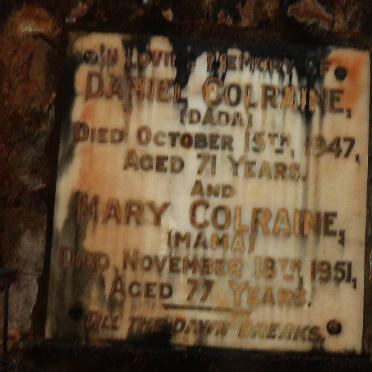 IN LOVING MEMORY OF
DANIEL COLRAINE,
(DADA)
DIED OCTOBER 15TH, 1947,
AGED 71 YEARS.
AND
MARY COLRAINE,
(MAMA)
DIED NOVEMBER 18TH, 1951,
AGED 77 YEARS.
TILL THE DAWN BREAKS.